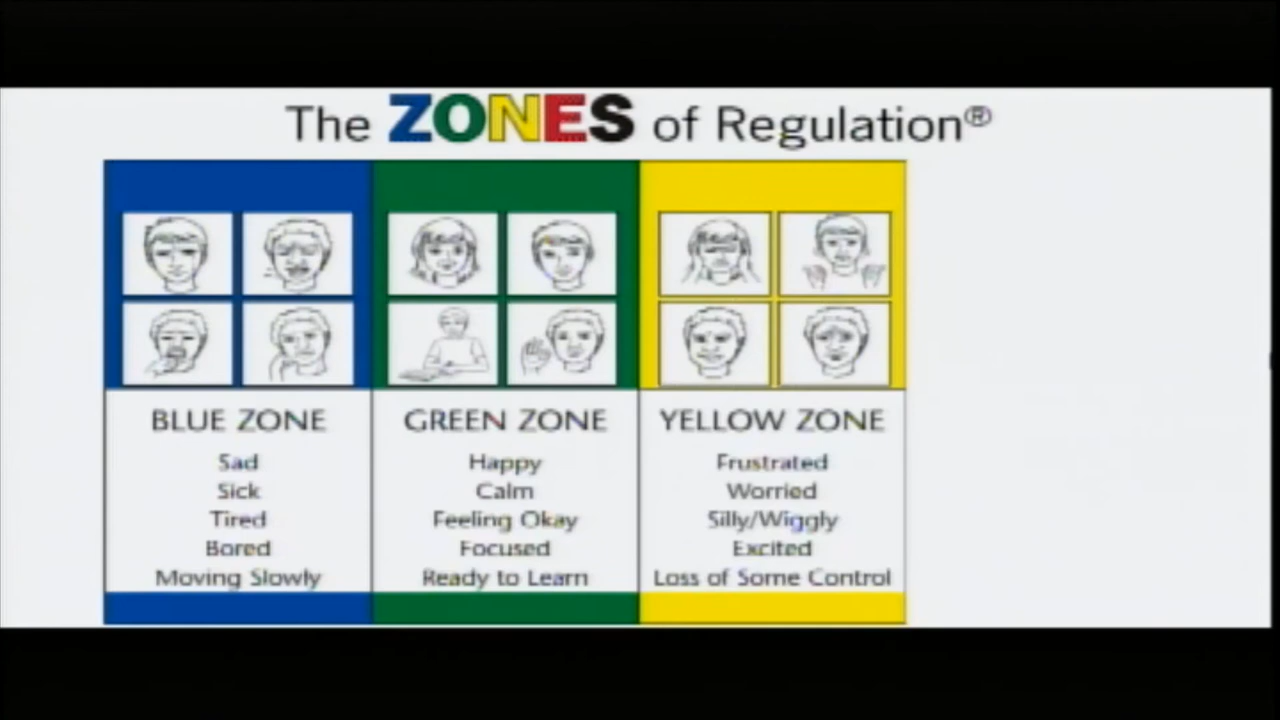 The ZONES of Regulation®
BLUE ZONE
Sad
Sick
Tired
Bored
Moving Slowly
GREEN ZONE
Happy
Calm
Feeling Okay
Focused
Ready to Learn
YELLOW ZONE
Frustrated
Worried
Silly/Wiggly
Excited
Loss of Some Control